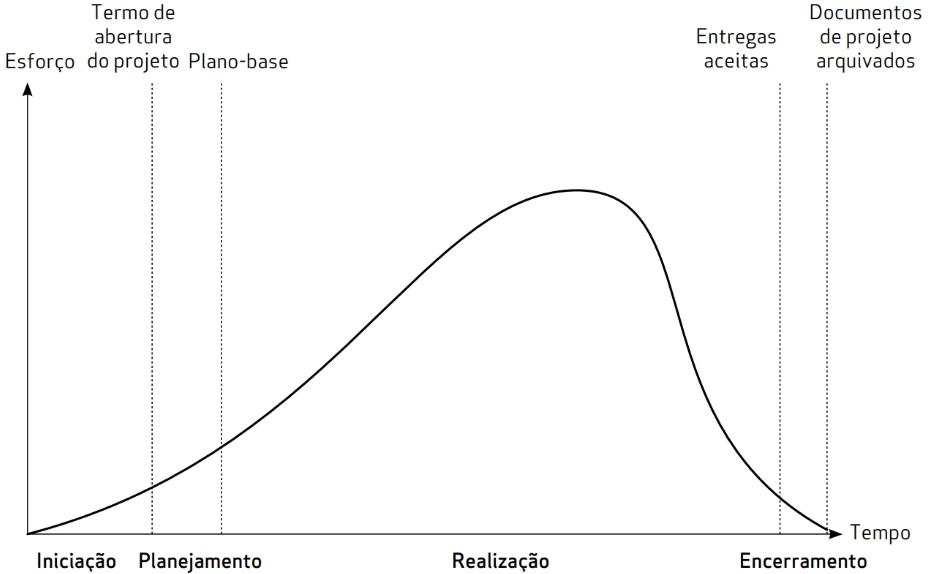 Esforço
Termo de
abertura
do projeto
Plano-base
Entregas
aceitas
Documentos
de projeto
arquivados
Tempo
Iniciação
Planejamento
Realização
Encerramento